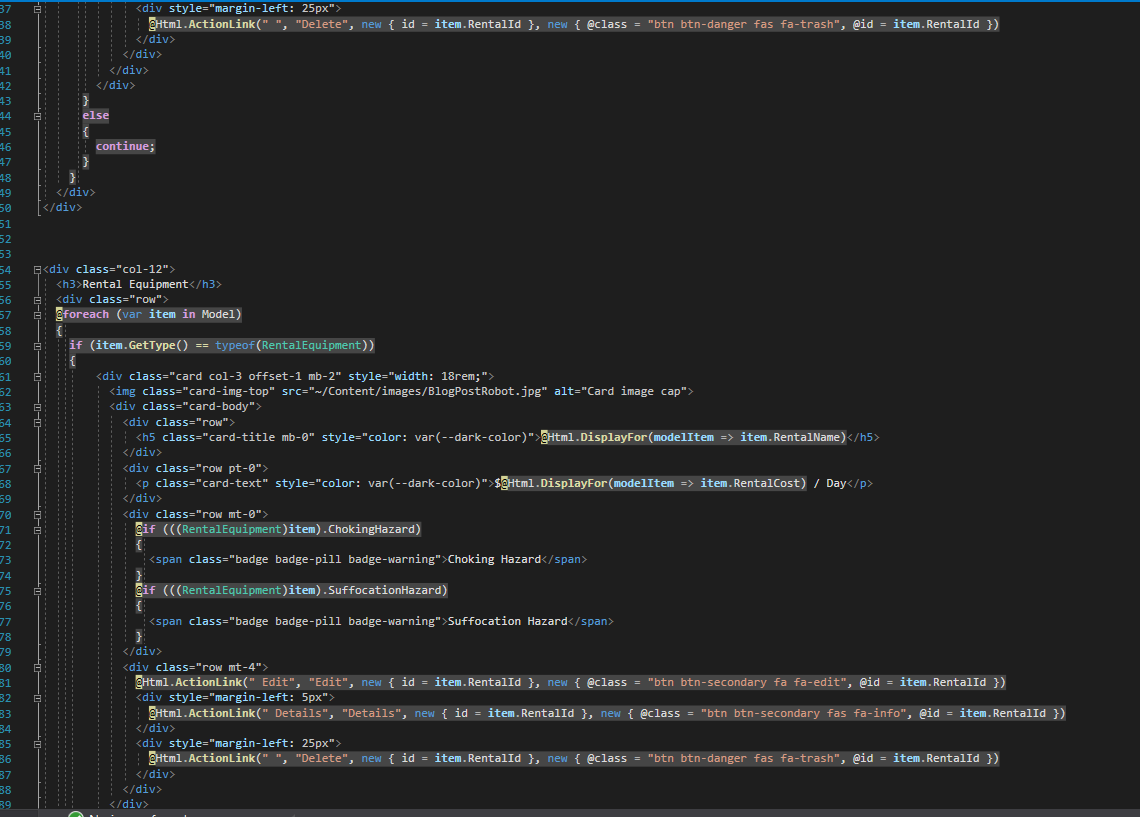 37 <div style="margin-left: 25px">
38 @Html.ActionLink(" ", "Delete", new { id = item.RentalId }, new { @class = "btn btn-danger fas fa-trash", @id = item.RentalId })
39 </div>
40 </div>
41 </div>
42 </div>
43 }
44 else
45 {
46 continue;
47 }
48 }
49 </div>
50 </div>
51
52
53
54 <div class="col-12">
55 <h3>Rental Equipment</h3>
56 <div class="row">
57 @foreach (var item in Model)
58 {
59 if (item.GetType() == typeof(RentalEquipment))
60 {
61 <div class="card col-3 offset-1 mb-2" style="width: 18rem;">
62 <img class="card-img-top" src="~/Content/images/BlogPostRobot.jpg" alt="Card image cap">
63 <div class="card-body">
64 <div class="row">
65 <h5 class="card-title mb-0" style="color: var(--dark-color)">@Html.DisplayFor(modelItem => item.RentalName)</h5>
66 </div>
67 <div class="row pt-0">
68 <p class="card-text" style="color: var(--dark-color)">$@Html.DisplayFor(modelItem => item.RentalCost) / Day</p>
69 </div>
70 <div class="row mt-0">
71 @if (((RentalEquipment)item).ChokingHazard)
72 {
73 <span class="badge badge-pill badge-warning">Choking Hazard</span>
74 }
75 @if (((RentalEquipment)item).SuffocationHazard)
76 {
77 <span class="badge badge-pill badge-warning">Suffocation Hazard</span>
78 }
79 </div>
80 <div class="row mt-4">
81 @Html.ActionLink(" Edit", "Edit", new { id = item.RentalId }, new { @class = "btn btn-secondary fa fa-edit", @id = item.RentalId })
82 <div style="margin-left: 5px">
83 @Html.ActionLink(" Details", "Details", new { id = item.RentalId }, new { @class = "btn btn-secondary fas fa-info", @id = item.RentalId })
84 </div>
85 <div style="margin-left: 25px">
86 @Html.ActionLink(" ", "Delete", new { id = item.RentalId }, new { @class = "btn btn-danger fas fa-trash", @id = item.RentalId })
87 </div>
88 </div>
89 </div>